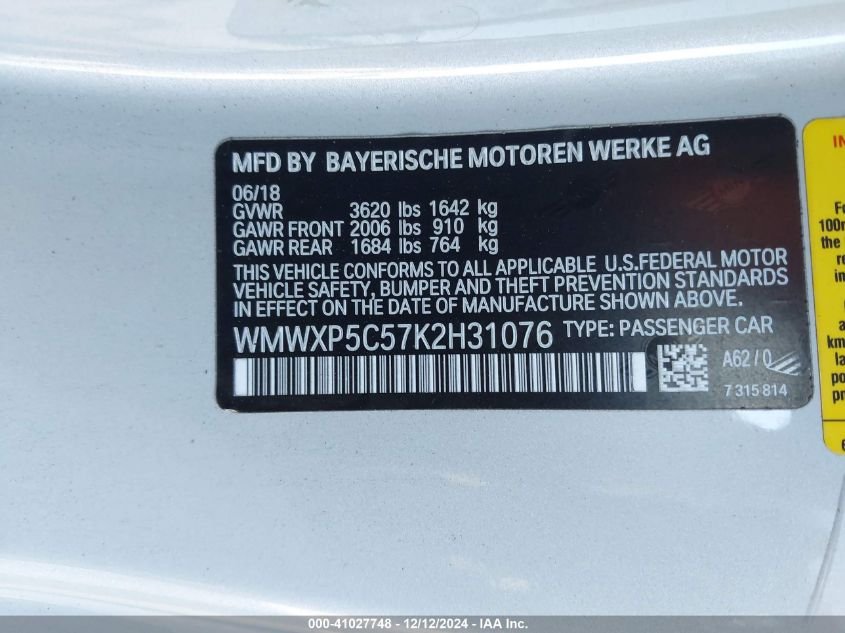 MFD BY BAYERISCHE MOTOREN WERKE AG
06/18
GVWR 3620 lbs 1642 kg
GAWR FRONT 2006 lbs 910 kg
GAWR REAR 1684 lbs 764 kg
THIS VEHICLE CONFORMS TO ALL APPLICABLE U.S.FEDERAL MOTOR
VEHICLE SAFETY, BUMPER AND THEFT PREVENTION STANDARDS
IN EFFECT ON THE DATE OF MANUFACTURE SHOWN ABOVE.
WMWXP5C57K2H31076 TYPE: PASSENGER CAR
A62/0
7 315 814
100
the
000-41027748 - 12/12/2024 - IAA Inc.